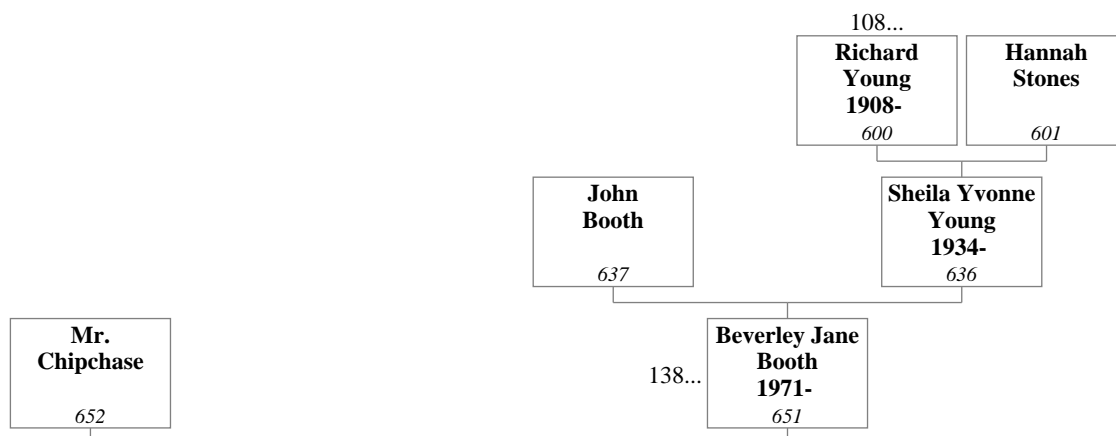 108...
Richard
Young
1908-
600
Hannah
Stones
601
John
Booth
637
Sheila Yvonne
Young
1934-
636
Mr.
Chipchase
652
138...
Beverley Jane
Booth
1971-
651